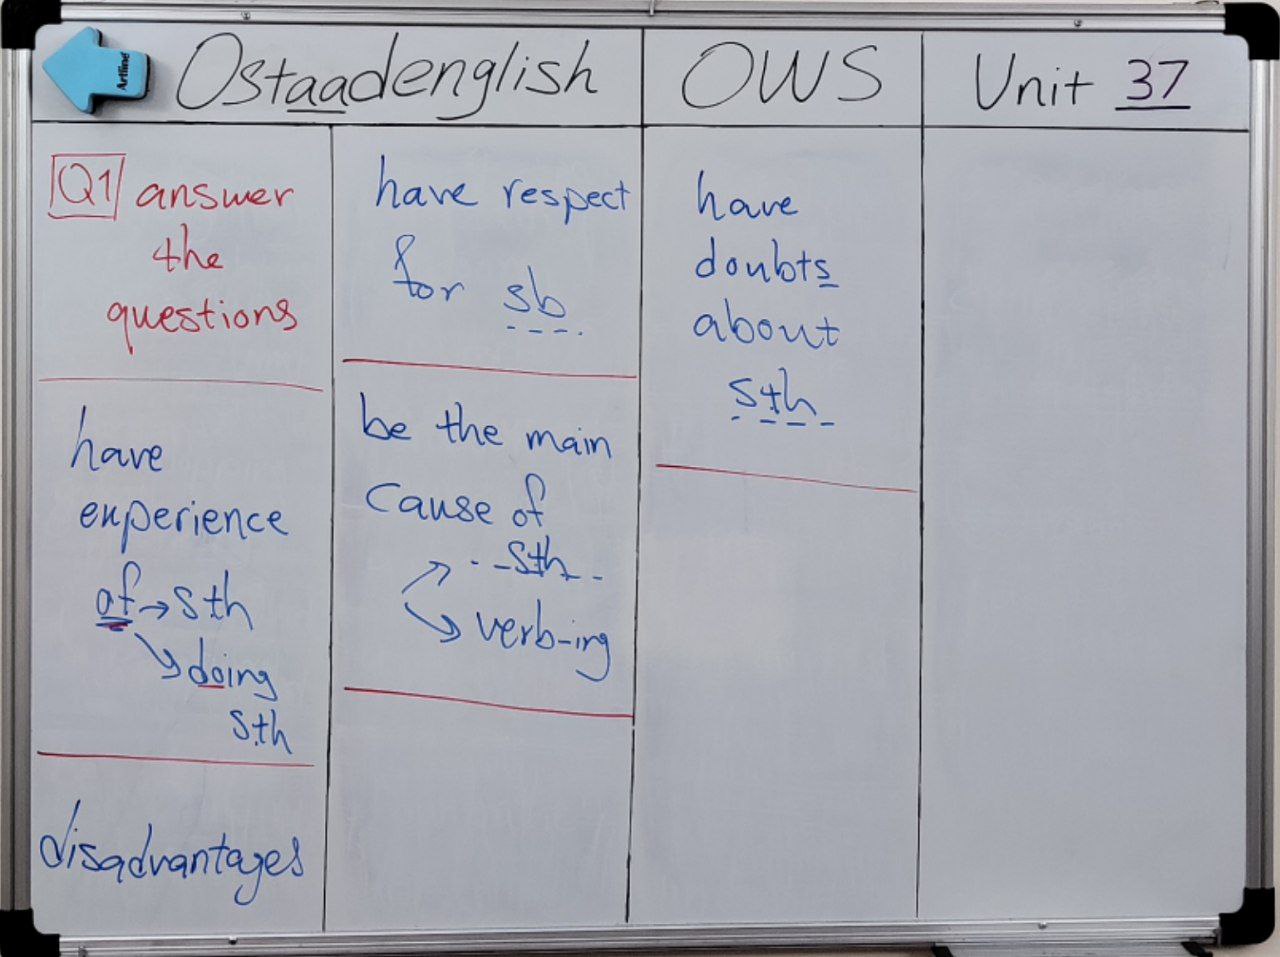 Artline
Ostaadenglish
OWS
Unit 37
Q1 answer
the
questions
have
experience
of → sth
↘ doing
sth
disadvantages
have respect
for sb
be the main
cause of
sth
verb-ing
have
doubts
about
sth